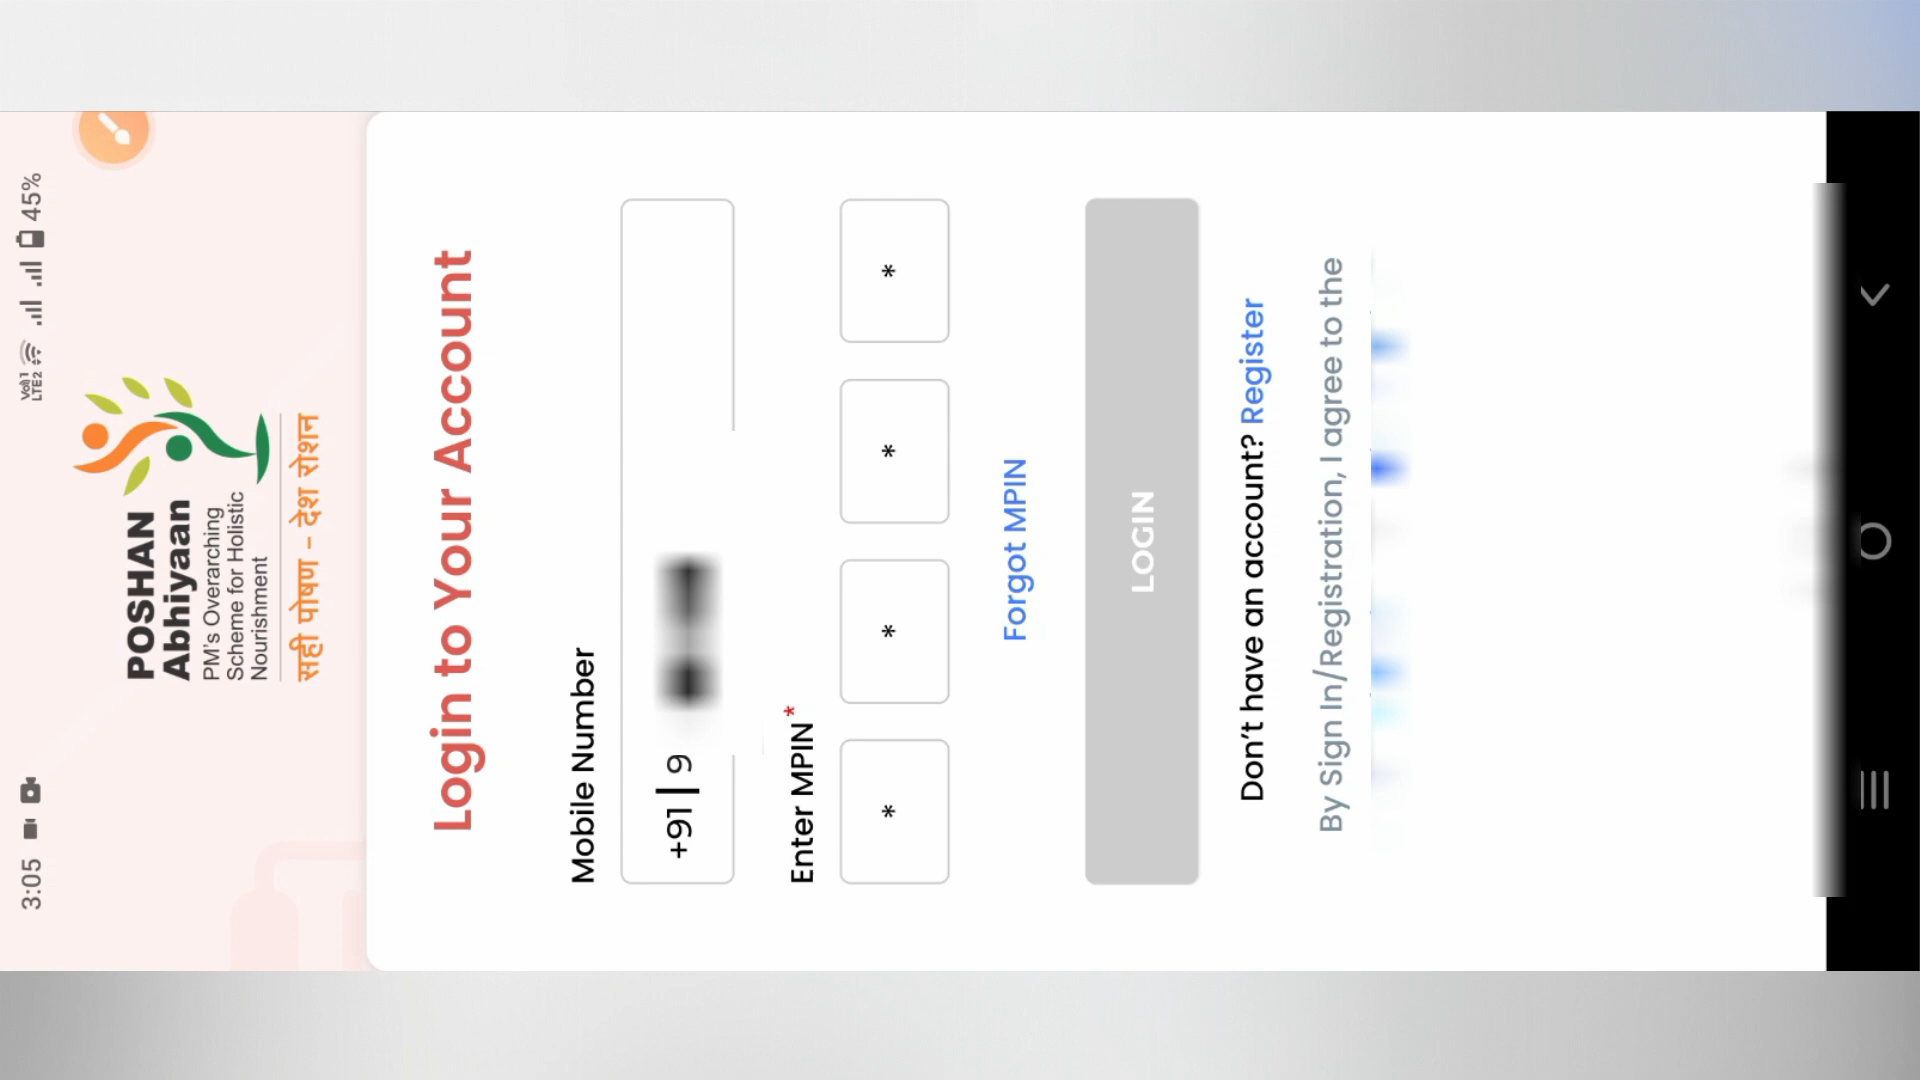 3:05
Vo)) 1
LTE2
45%
POSHAN
Abhiyaan
PM's Overarching
Scheme for Holistic
Nourishment
सही पोषण - देश रोशन
Login to Your Account
Mobile Number
+91 9
Enter MPIN *
* * * *
Forgot MPIN
LOGIN
Don't have an account? Register
By Sign In/Registration, I agree to the